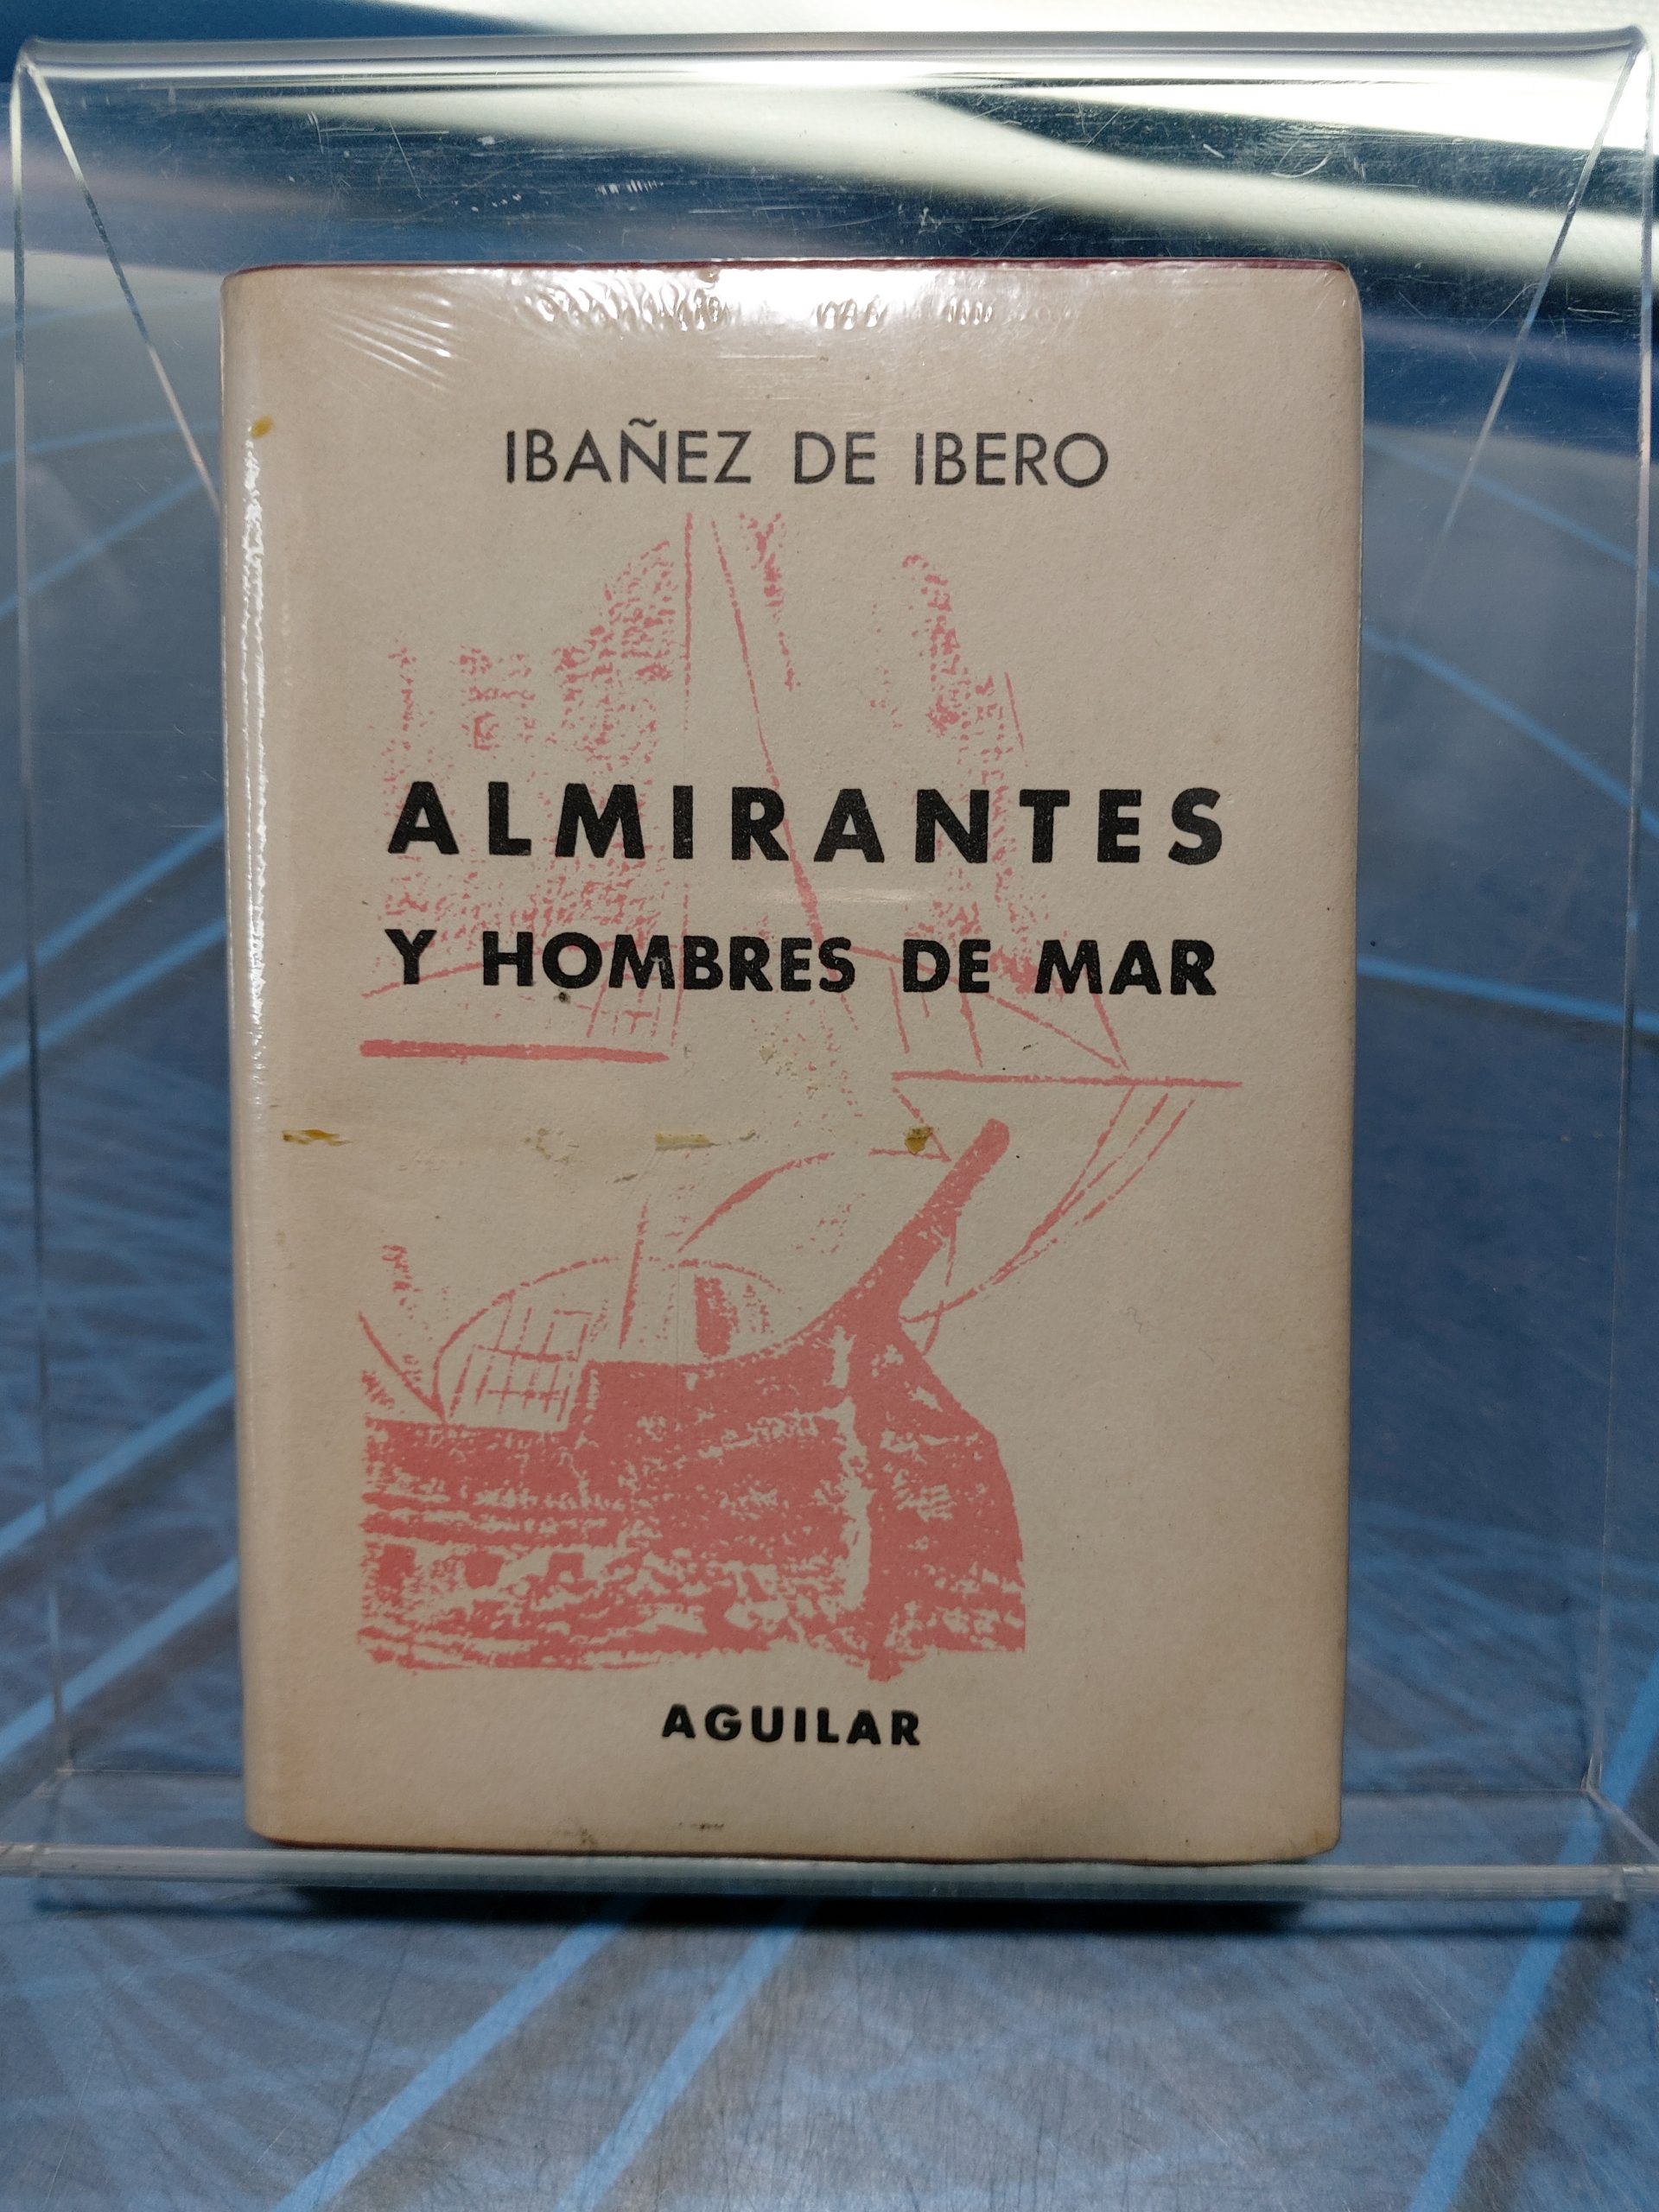 IBAÑEZ DE IBERO
ALMIRANTES
Y HOMBRES DE MAR
AGUILAR